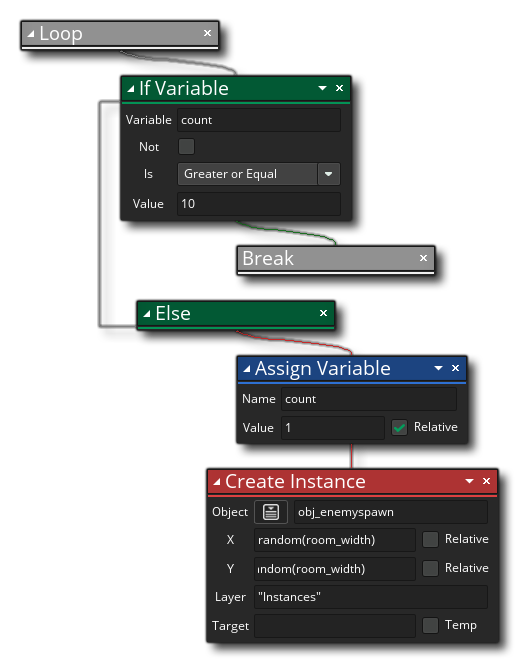 Loop
If Variable
Variable count
Not
Is Greater or Equal
Value 10
Break
Else
Assign Variable
Name count
Value 1 Relative
Create Instance
Object obj_enemyspawn
X random(room_width) Relative
Y ndom(room_width) Relative
Layer "Instances"
Target Temp